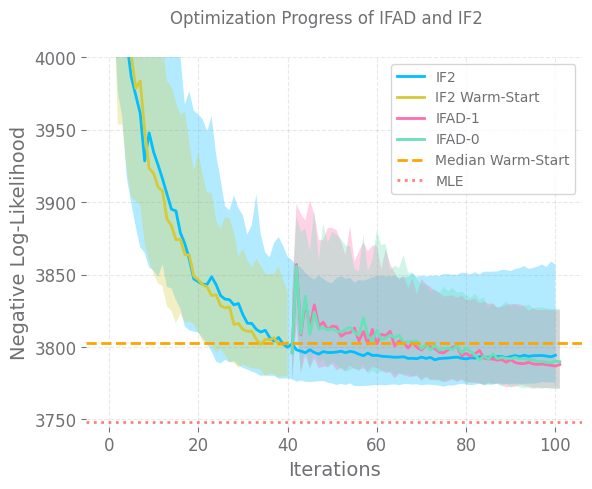 Optimization Progress of IFAD and IF2
4000
3950
3900
3850
3800
3750
Negative Log-Likelihood
IF2
IF2 Warm-Start
IFAD-1
IFAD-0
Median Warm-Start
MLE
0 20 40 60 80 100
Iterations